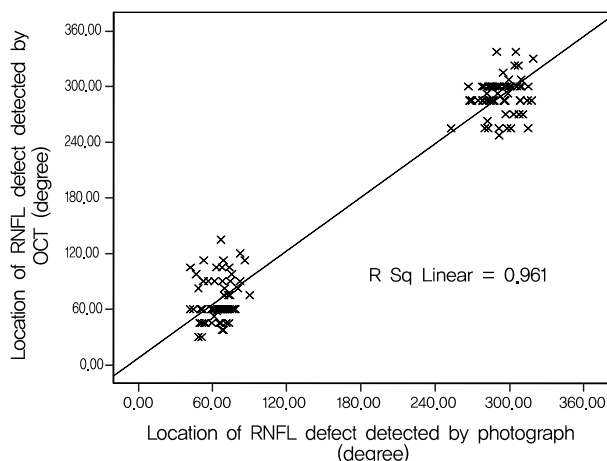 Location of RNFL defect detected by
OCT (degree)
360.00
300.00
240.00
180.00
120.00
60.00
0.00
R Sq Linear = 0.961
0.00 60.00 120.00 180.00 240.00 300.00 360.00
Location of RNFL defect detected by photograph
(degree)